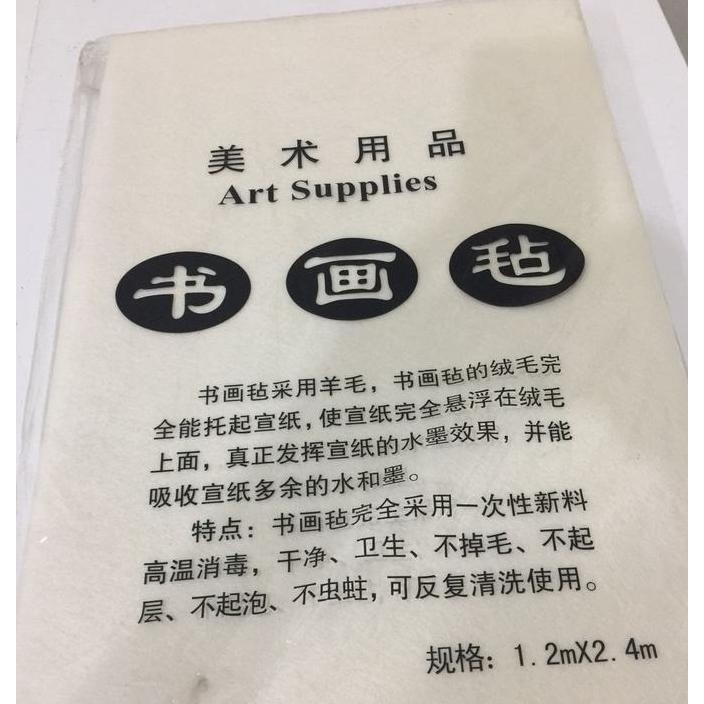 美术用品
Art Supplies
书画毡
书画毡采用羊毛，书画毡的绒毛完
全能托起宣纸，使宣纸完全悬浮在绒毛
上面，真正发挥宣纸的水墨效果，并能
吸收宣纸多余的水和墨。
特点：书画毡完全采用一次性新料
高温消毒，干净、卫生、不掉毛、不起
层、不起泡、不虫蛀，可反复清洗使用。
规格：1.2mX2.4m